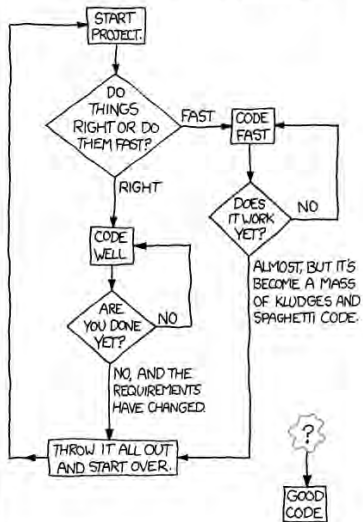 START
PROJECT.
DO
THINGS
RIGHT OR DO
THEM FAST?
FAST
CODE
FAST
RIGHT
DOES
IT WORK
YET?
NO
CODE
WELL
ALMOST, BUT IT'S
BECOME A MASS
OF KLUDGES AND
SPAGHETTI CODE.
ARE
YOU DONE
YET?
NO
NO, AND THE
REQUIREMENTS
HAVE CHANGED.
THROW IT ALL OUT
AND START OVER.
?
GOOD
CODE